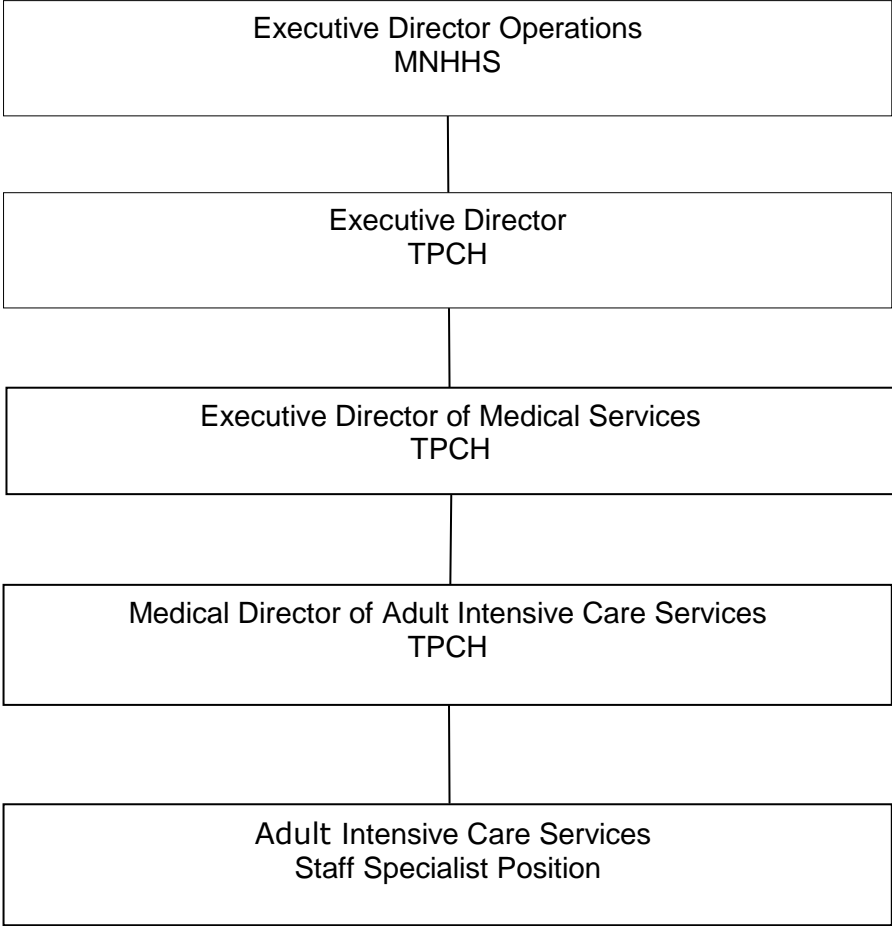 Executive Director Operations
MNHHS
Executive Director
TPCH
Executive Director of Medical Services
TPCH
Medical Director of Adult Intensive Care Services
TPCH
Adult Intensive Care Services
Staff Specialist Position